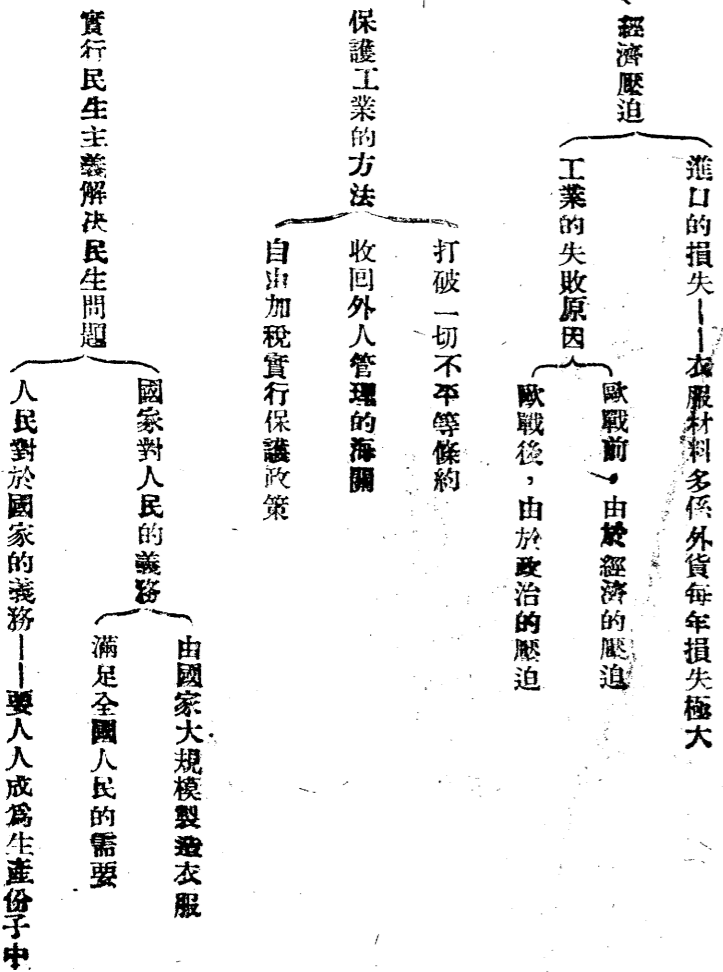 、經濟壓迫
進口的損失——衣服材料多係外貨每年損失極大
工業的失敗原因
歐戰前,由於經濟的壓迫
歐戰後,由於政治的壓迫
保護工業的方法
打破一切不平等條約
收回外人管理的海關
自由加稅實行保護政策
實行民生主義解決民生問題
國家對人民的義務
由國家大規模製造衣服
滿足全國人民的需要
人民對於國家的義務——要人人成爲生產份子中